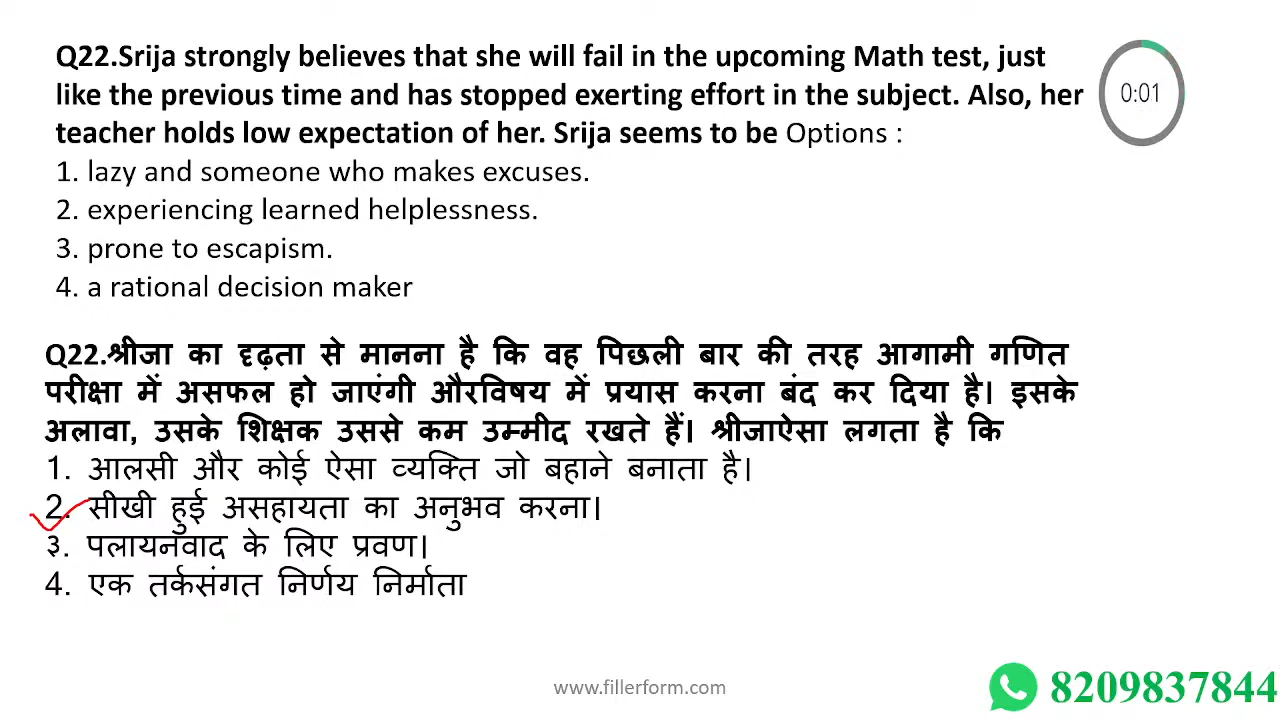 Q22.Srija strongly believes that she will fail in the upcoming Math test, just
like the previous time and has stopped exerting effort in the subject. Also, her
teacher holds low expectation of her. Srija seems to be Options :
1. lazy and someone who makes excuses.
2. experiencing learned helplessness.
3. prone to escapism.
4. a rational decision maker
0:01
Q22.श्रीजा का दृढ़ता से मानना है कि वह पिछली बार की तरह आगामी गणित
परीक्षा में असफल हो जाएंगी औरविषय में प्रयास करना बंद कर दिया है। इसके
अलावा, उसके शिक्षक उससे कम उम्मीद रखते हैं। श्रीजाऐसा लगता है कि
1. आलसी और कोई ऐसा व्यक्ति जो बहाने बनाता है।
2. सीखी हुई असहायता का अनुभव करना।
३. पलायनवाद के लिए प्रवण।
4. एक तर्कसंगत निर्णय निर्माता
www.fillerform.com
8209837844